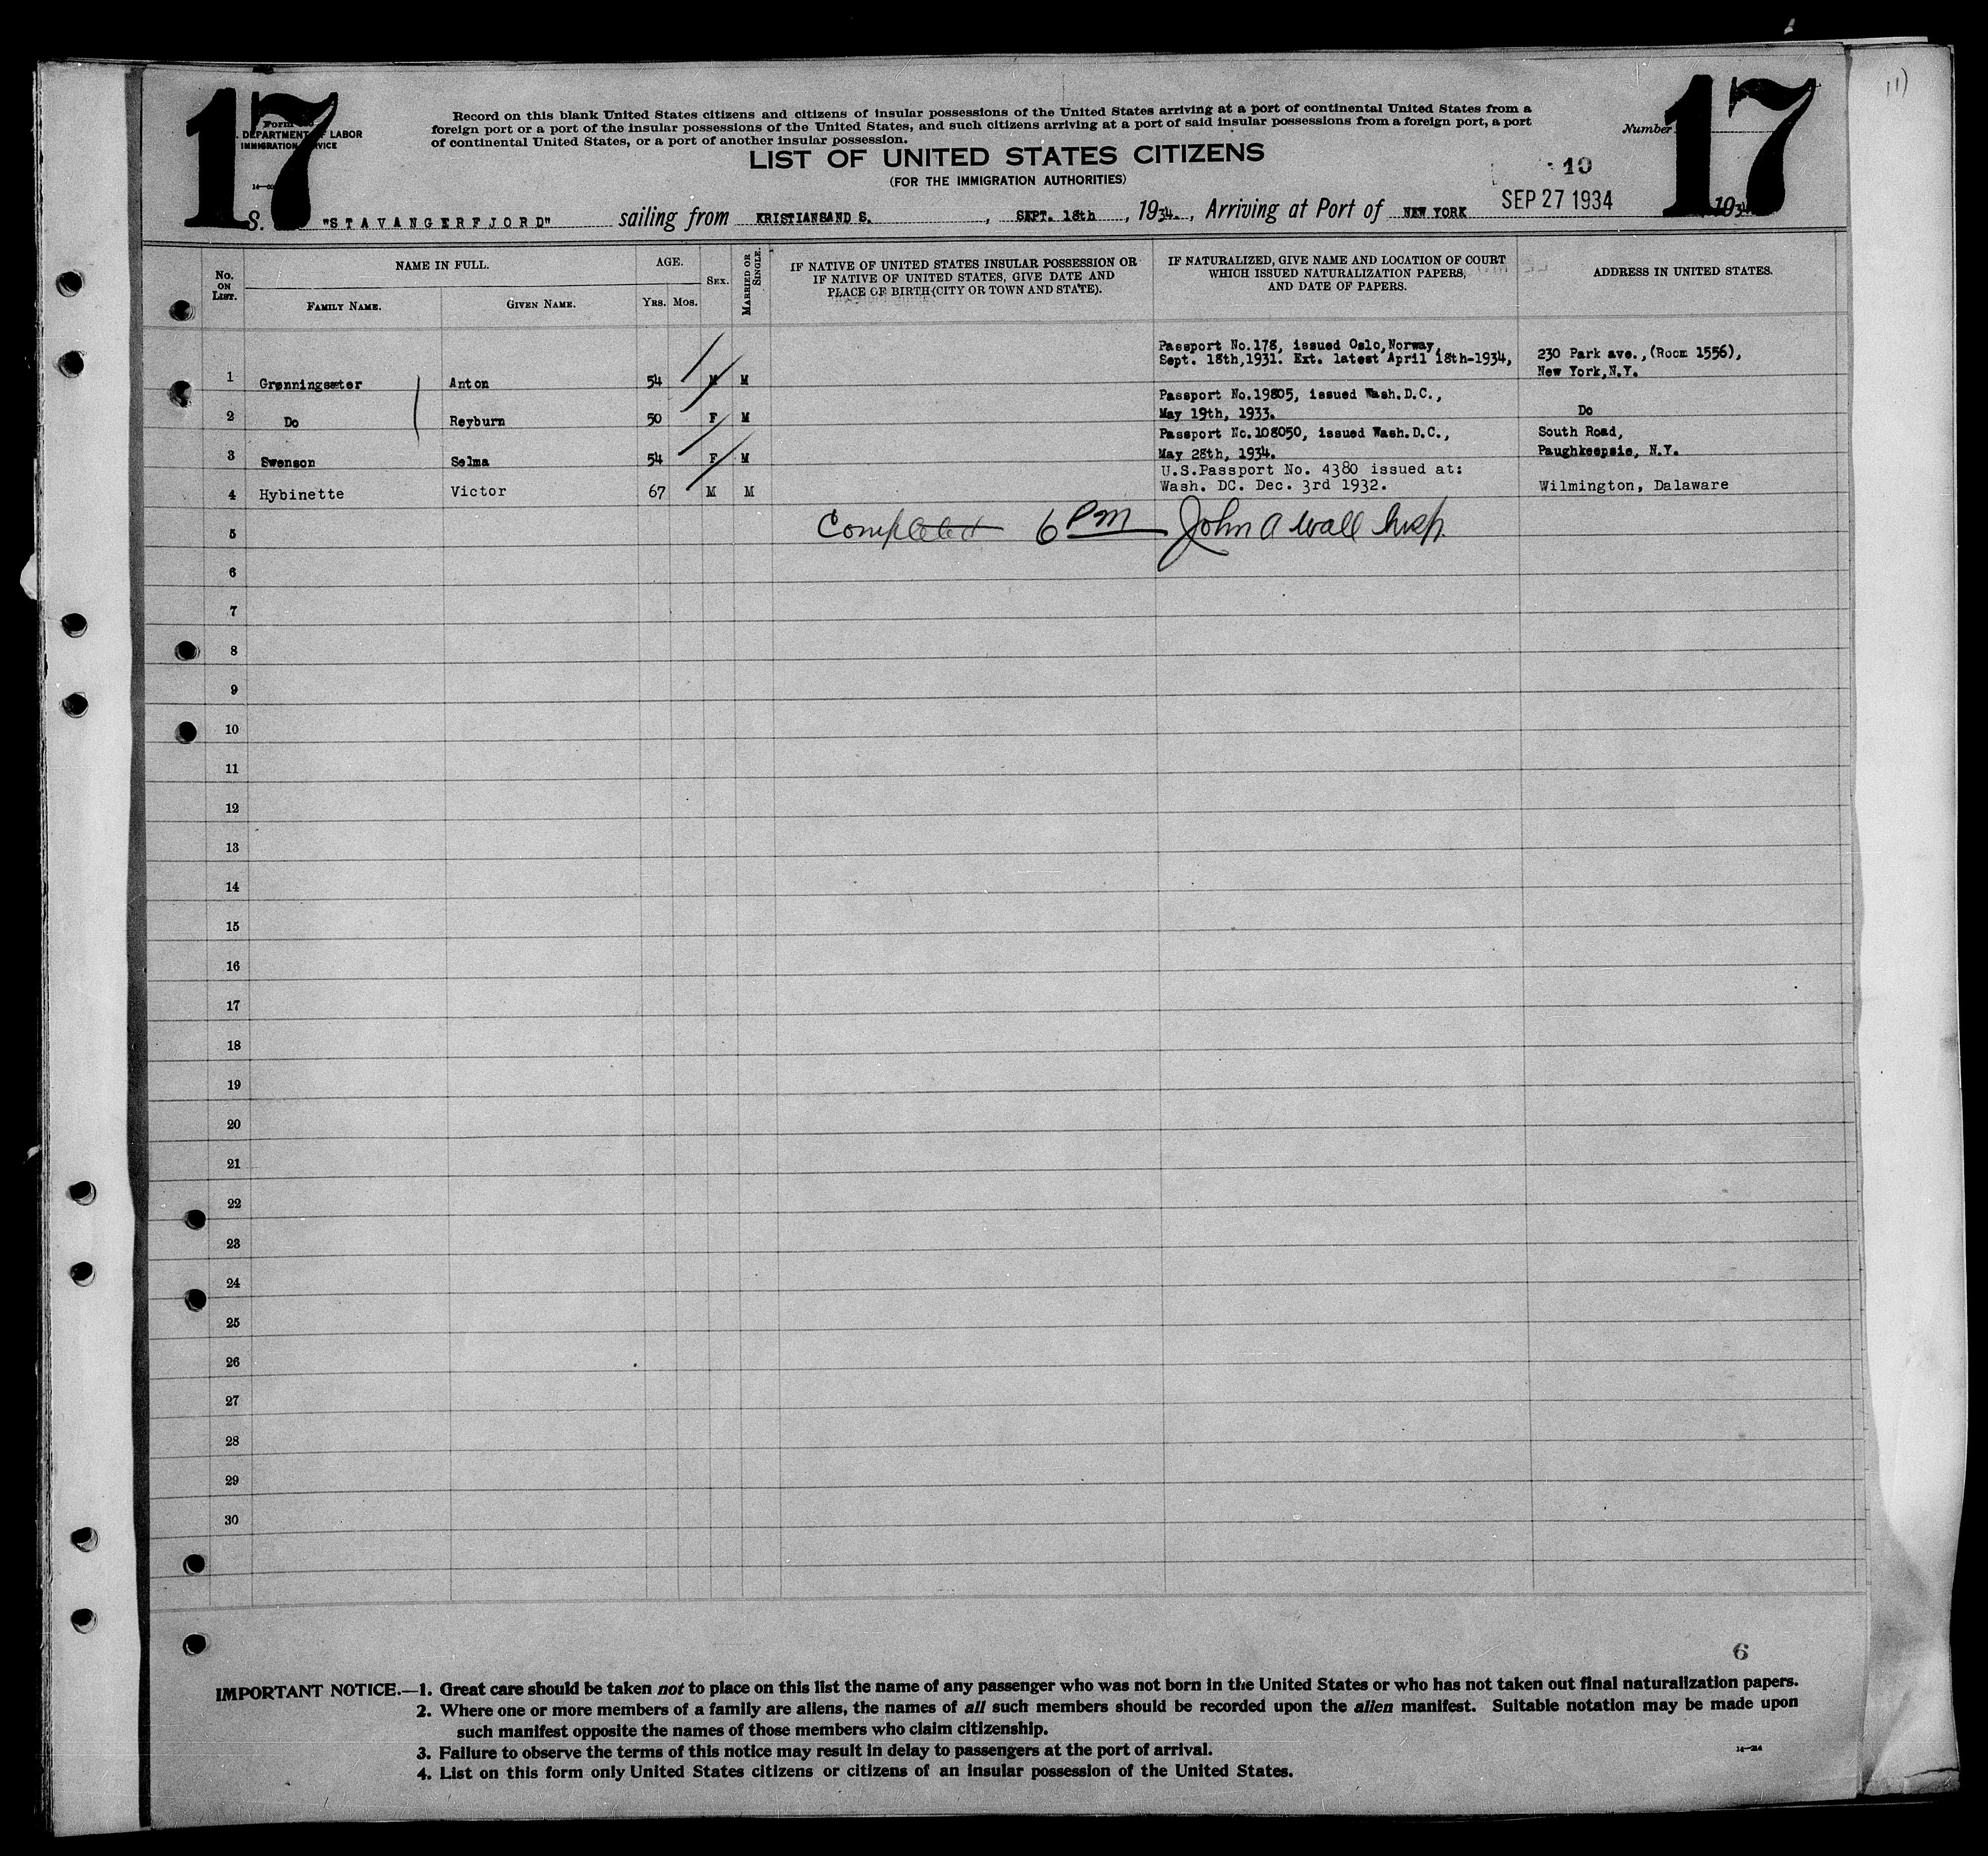 17
17
11)
Form
DEPARTMENT OF LABOR
IMMIGRATION SERVICE
Record on this blank United States citizens and citizens of insular possessions of the United States arriving at a port of continental United States from a
foreign port or a port of the insular possessions of the United States, and such citizens arriving at a port of said insular possessions from a foreign port, a port
of continental United States, or a port of another insular possession.
Number
LIST OF UNITED STATES CITIZENS
(FOR THE IMMIGRATION AUTHORITIES)
10
S. "STAVANGERFJORD" sailing from KRISTIANSAND S., SEPT. 18th, 1934., Arriving at Port of NEW YORK SEP 27 1934 1934
No. ON LIST.
NAME IN FULL.
FAMILY NAME.
GIVEN NAME.
AGE.
YRS. MOS.
SEX.
MARRIED OR SINGLE.
IF NATIVE OF UNITED STATES INSULAR POSSESSION OR
IF NATIVE OF UNITED STATES, GIVE DATE AND
PLACE OF BIRTH (CITY OR TOWN AND STATE).
IF NATURALIZED, GIVE NAME AND LOCATION OF COURT
WHICH ISSUED NATURALIZATION PAPERS,
AND DATE OF PAPERS.
ADDRESS IN UNITED STATES.
1 Grønningsæter Anton 54 M M Passport No.178, issued Oslo,Norway,
Sept. 18th,1931. Ext. latest April 18th-1934,
230 Park ave.,(Room 1556),
New York,N.Y.
2 Do Reyburn 50 F M Passport No.19805, issued Wash.D.C.,
May 19th, 1933.
Do
3 Swenson Selma 54 F M Passport No.108050, issued Wash.D.C.,
May 28th, 1934.
South Road,
Paughkeepsie, N.Y.
4 Hybinette Victor 67 M M U.S.Passport No. 4380 issued at:
Wash. DC. Dec. 3rd 1932.
Wilmington, Dalaware
5 Completed 6 PM John A Wall Insp.
6
7
8
9
10
11
12
13
14
15
16
17
18
19
20
21
22
23
24
25
26
27
28
29
30
6
IMPORTANT NOTICE.—1. Great care should be taken not to place on this list the name of any passenger who was not born in the United States or who has not taken out final naturalization papers.
2. Where one or more members of a family are aliens, the names of all such members should be recorded upon the alien manifest. Suitable notation may be made upon
such manifest opposite the names of those members who claim citizenship.
3. Failure to observe the terms of this notice may result in delay to passengers at the port of arrival.
4. List on this form only United States citizens or citizens of an insular possession of the United States.